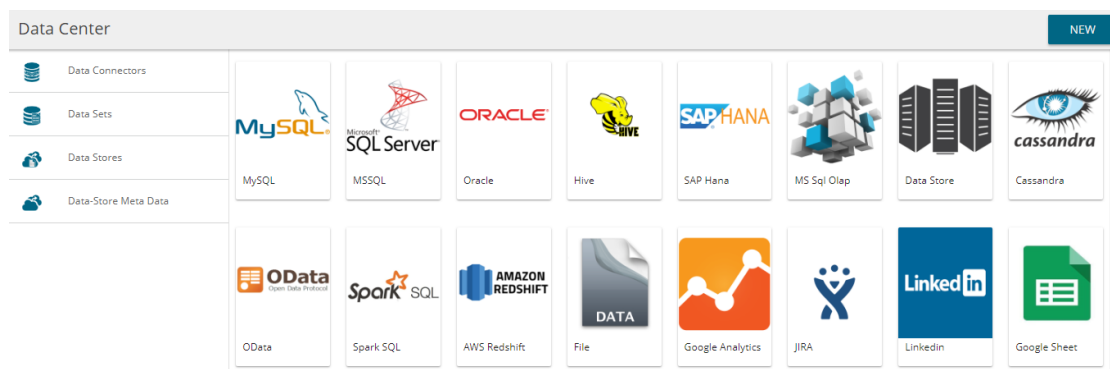 Data Center
NEW
Data Connectors
Data Sets
Data Stores
Data-Store Meta Data
MySQL
MySQL
Microsoft
SQL Server
MSSQL
ORACLE
Oracle
HIVE
Hive
SAP HANA
SAP Hana
MS Sql Olap
Data Store
cassandra
Cassandra
OData
Open Data Protocol
OData
Spark SQL
Spark SQL
AMAZON
REDSHIFT
AWS Redshift
DATA
File
Google Analytics
JIRA
Linked in
Linkedin
Google Sheet